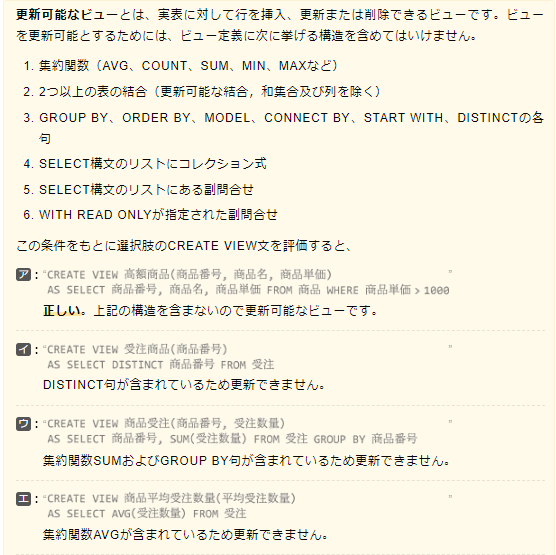 更新可能なビューとは、実表に対して行を挿入、更新または削除できるビューです。ビュー
を更新可能とするためには、ビュー定義に次に挙げる構造を含めてはいけません。
1. 集約関数（AVG、COUNT、SUM、MIN、MAXなど）
2. 2つ以上の表の結合（更新可能な結合，和集合及び列を除く）
3. GROUP BY、ORDER BY、MODEL、CONNECT BY、START WITH、DISTINCTの各
句
4. SELECT構文のリストにコレクション式
5. SELECT構文のリストにある副問合せ
6. WITH READ ONLYが指定された副問合せ
この条件をもとに選択肢のCREATE VIEW文を評価すると、
ア：“CREATE VIEW 高額商品(商品番号, 商品名, 商品単価) ”
AS SELECT 商品番号, 商品名, 商品単価 FROM 商品 WHERE 商品単価 > 1000
正しい。上記の構造を含まないので更新可能なビューです。
イ：“CREATE VIEW 受注商品(商品番号) ”
AS SELECT DISTINCT 商品番号 FROM 受注
DISTINCT句が含まれているため更新できません。
ウ：“CREATE VIEW 商品受注(商品番号, 受注数量) ”
AS SELECT 商品番号, SUM(受注数量) FROM 受注 GROUP BY 商品番号
集約関数SUMおよびGROUP BY句が含まれているため更新できません。
エ：“CREATE VIEW 商品平均受注数量(平均受注数量) ”
AS SELECT AVG(受注数量) FROM 受注
集約関数AVGが含まれているため更新できません。